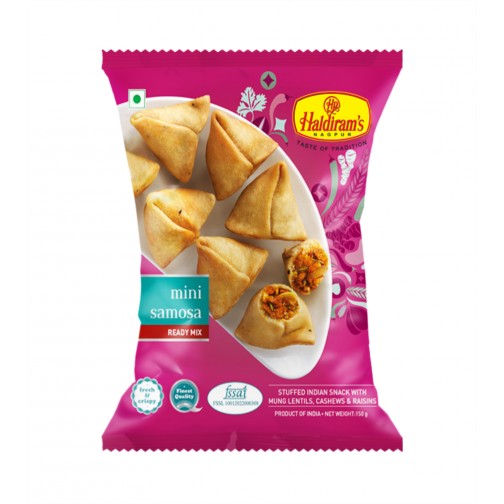 HR
Haldiram's
NAGPUR
TASTE OF TRADITION
mini
samosa
READY MIX
fresh
&
crispy
Finest
Quality
fssai
STUFFED INDIAN SNACK WITH
MUNG LENTILS, CASHEWS & RAISINS
PRODUCT OF INDIA • NET WEIGHT: 150 g